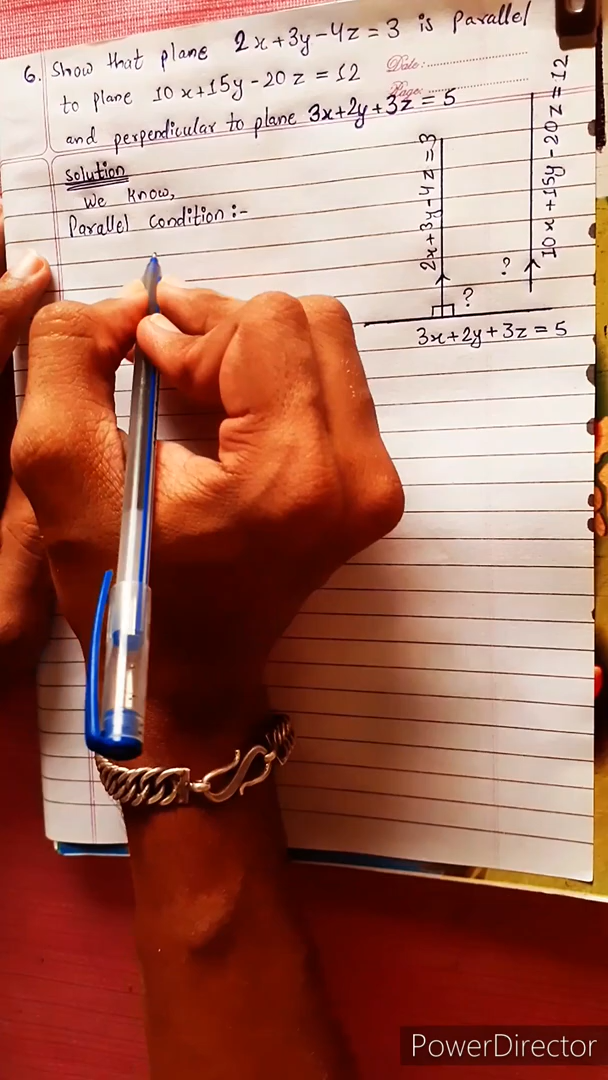 6. Show that plane 2x+3y-4z=3 is parallel
to plane 10x+15y-20z=12
Date:
Page:
and perpendicular to plane 3x+2y+3z=5
Solution
We know,
Parallel condition:-
2x+3y-4z=3
10x+15y-20z=12
?
?
3x+2y+3z=5
PowerDirector